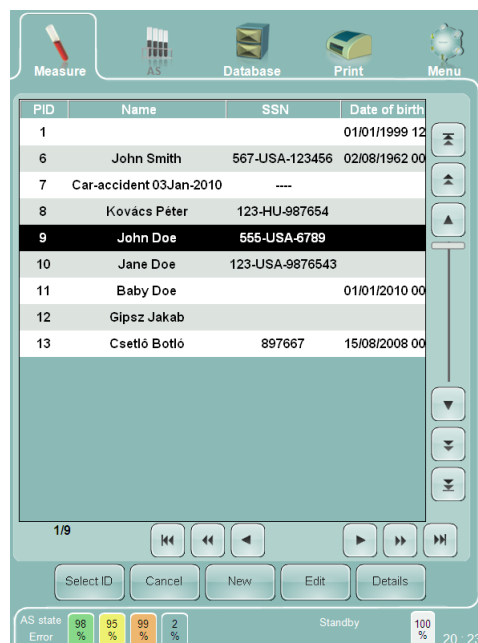 Measure AS Database Print Menu
PID Name SSN Date of birth
1 01/01/1999 12
6 John Smith 567-USA-123456 02/08/1962 00
7 Car-accident 03Jan-2010 ----
8 Kovács Péter 123-HU-987654
9 John Doe 555-USA-6789
10 Jane Doe 123-USA-9876543
11 Baby Doe 01/01/2010 00
12 Gipsz Jakab
13 Csetlő Botló 897667 15/08/2008 00
1/9
Select ID Cancel New Edit Details
AS state 98 95 99 2 Standby 100
Error % % % % % 20:23